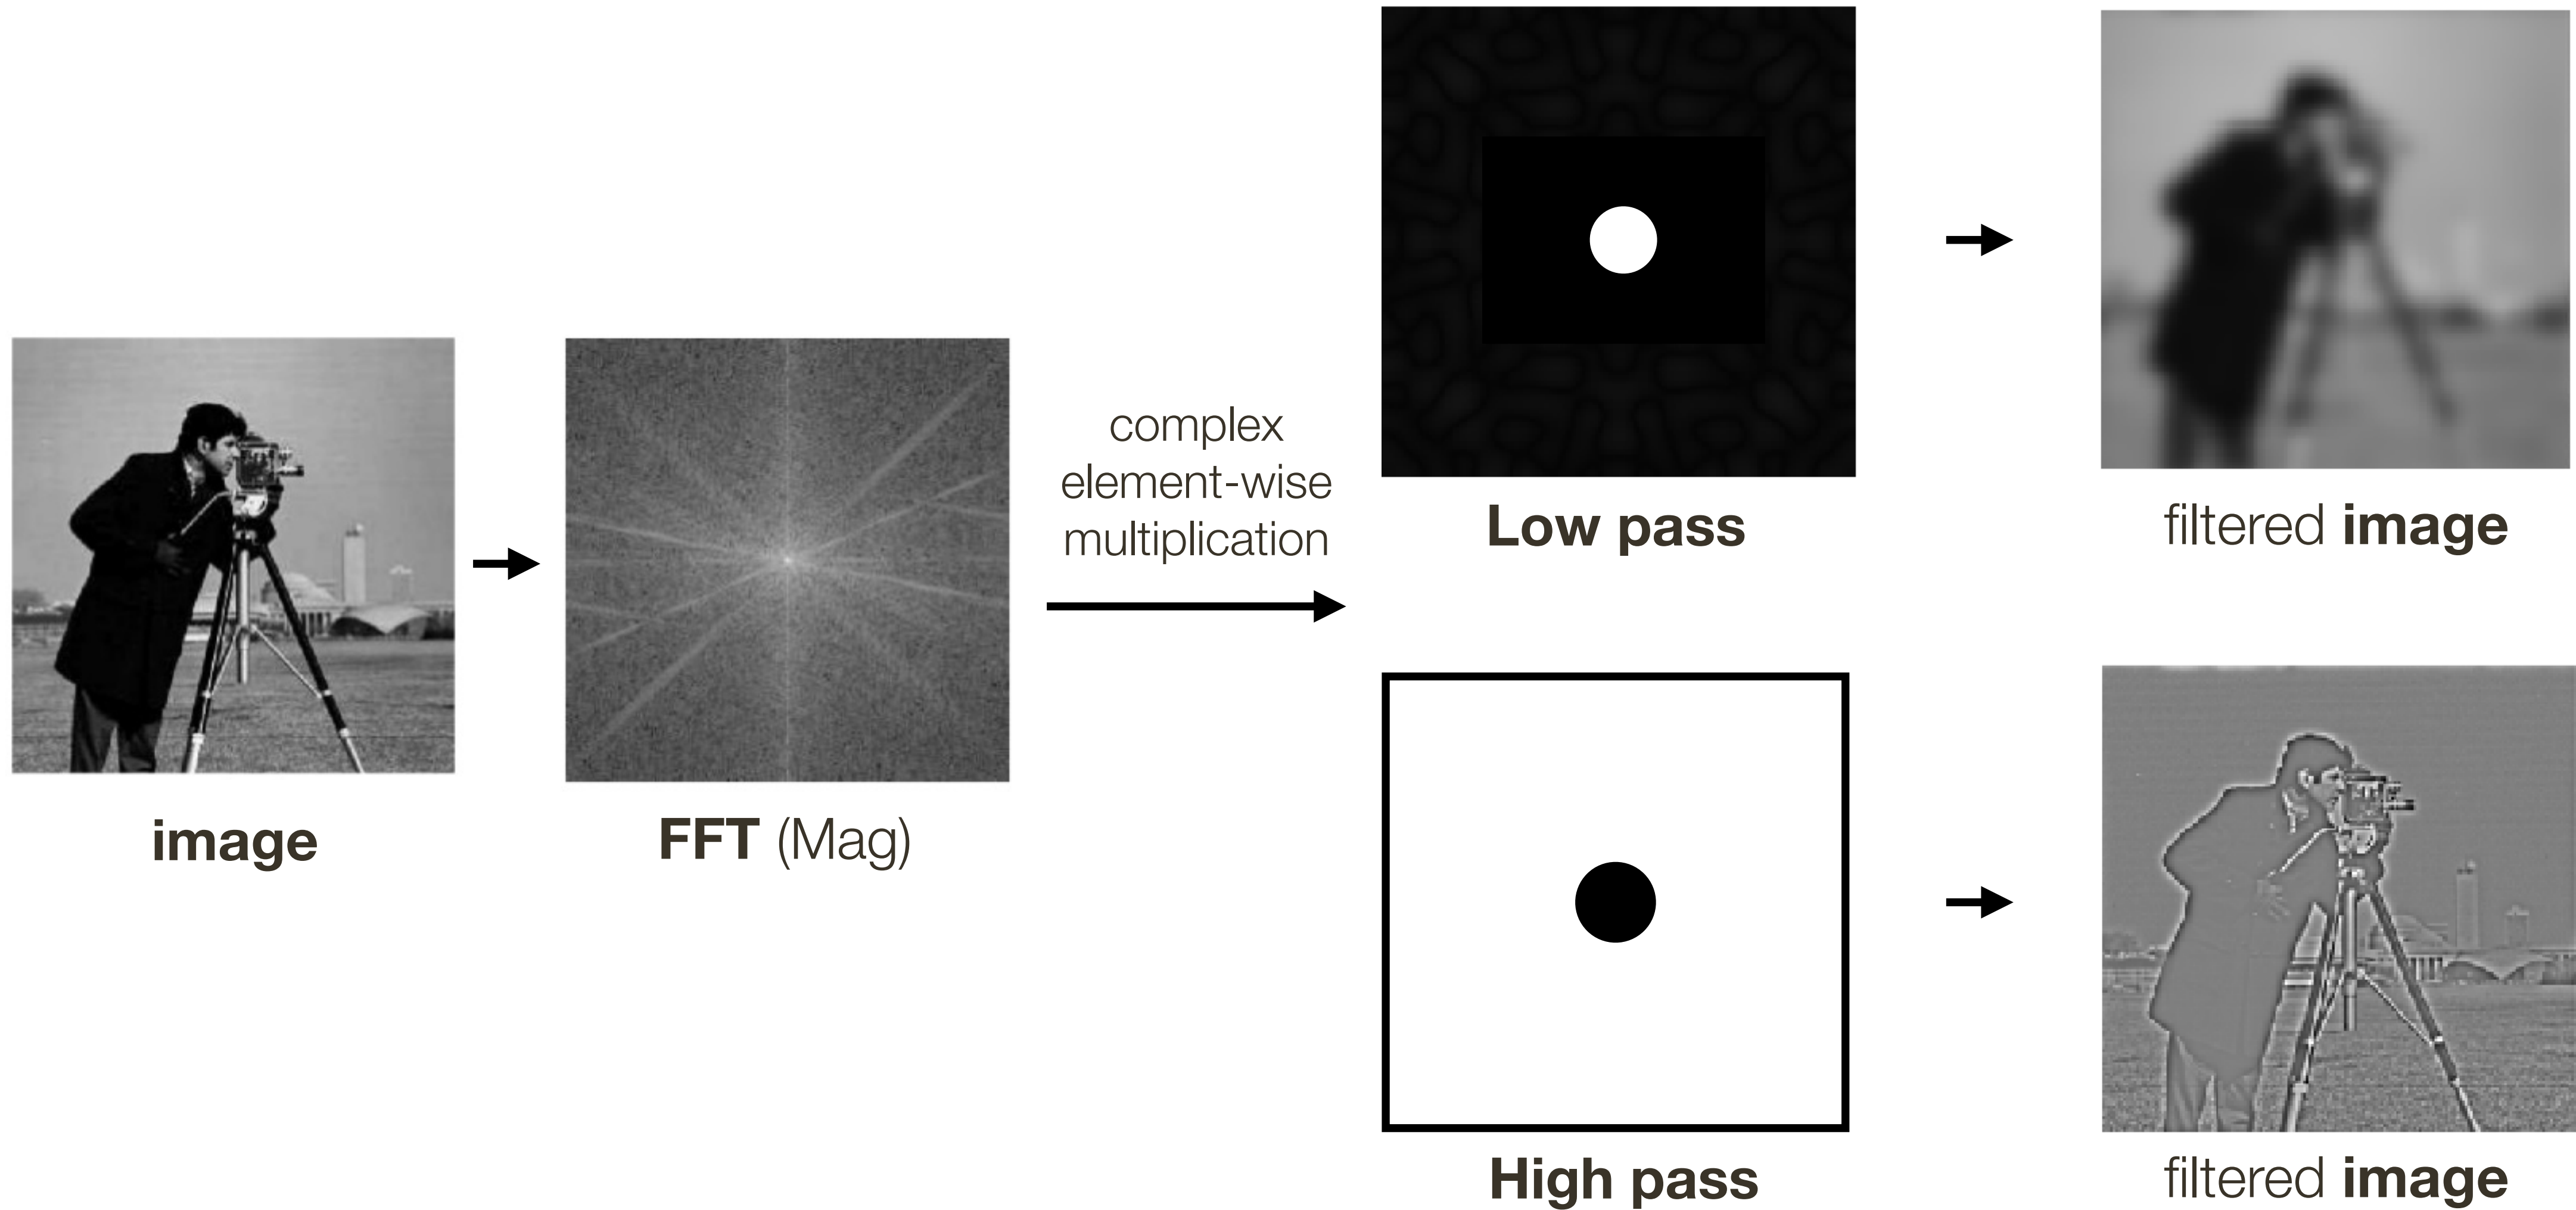 image
FFT (Mag)
complex
element-wise
multiplication
Low pass
filtered image
High pass
filtered image